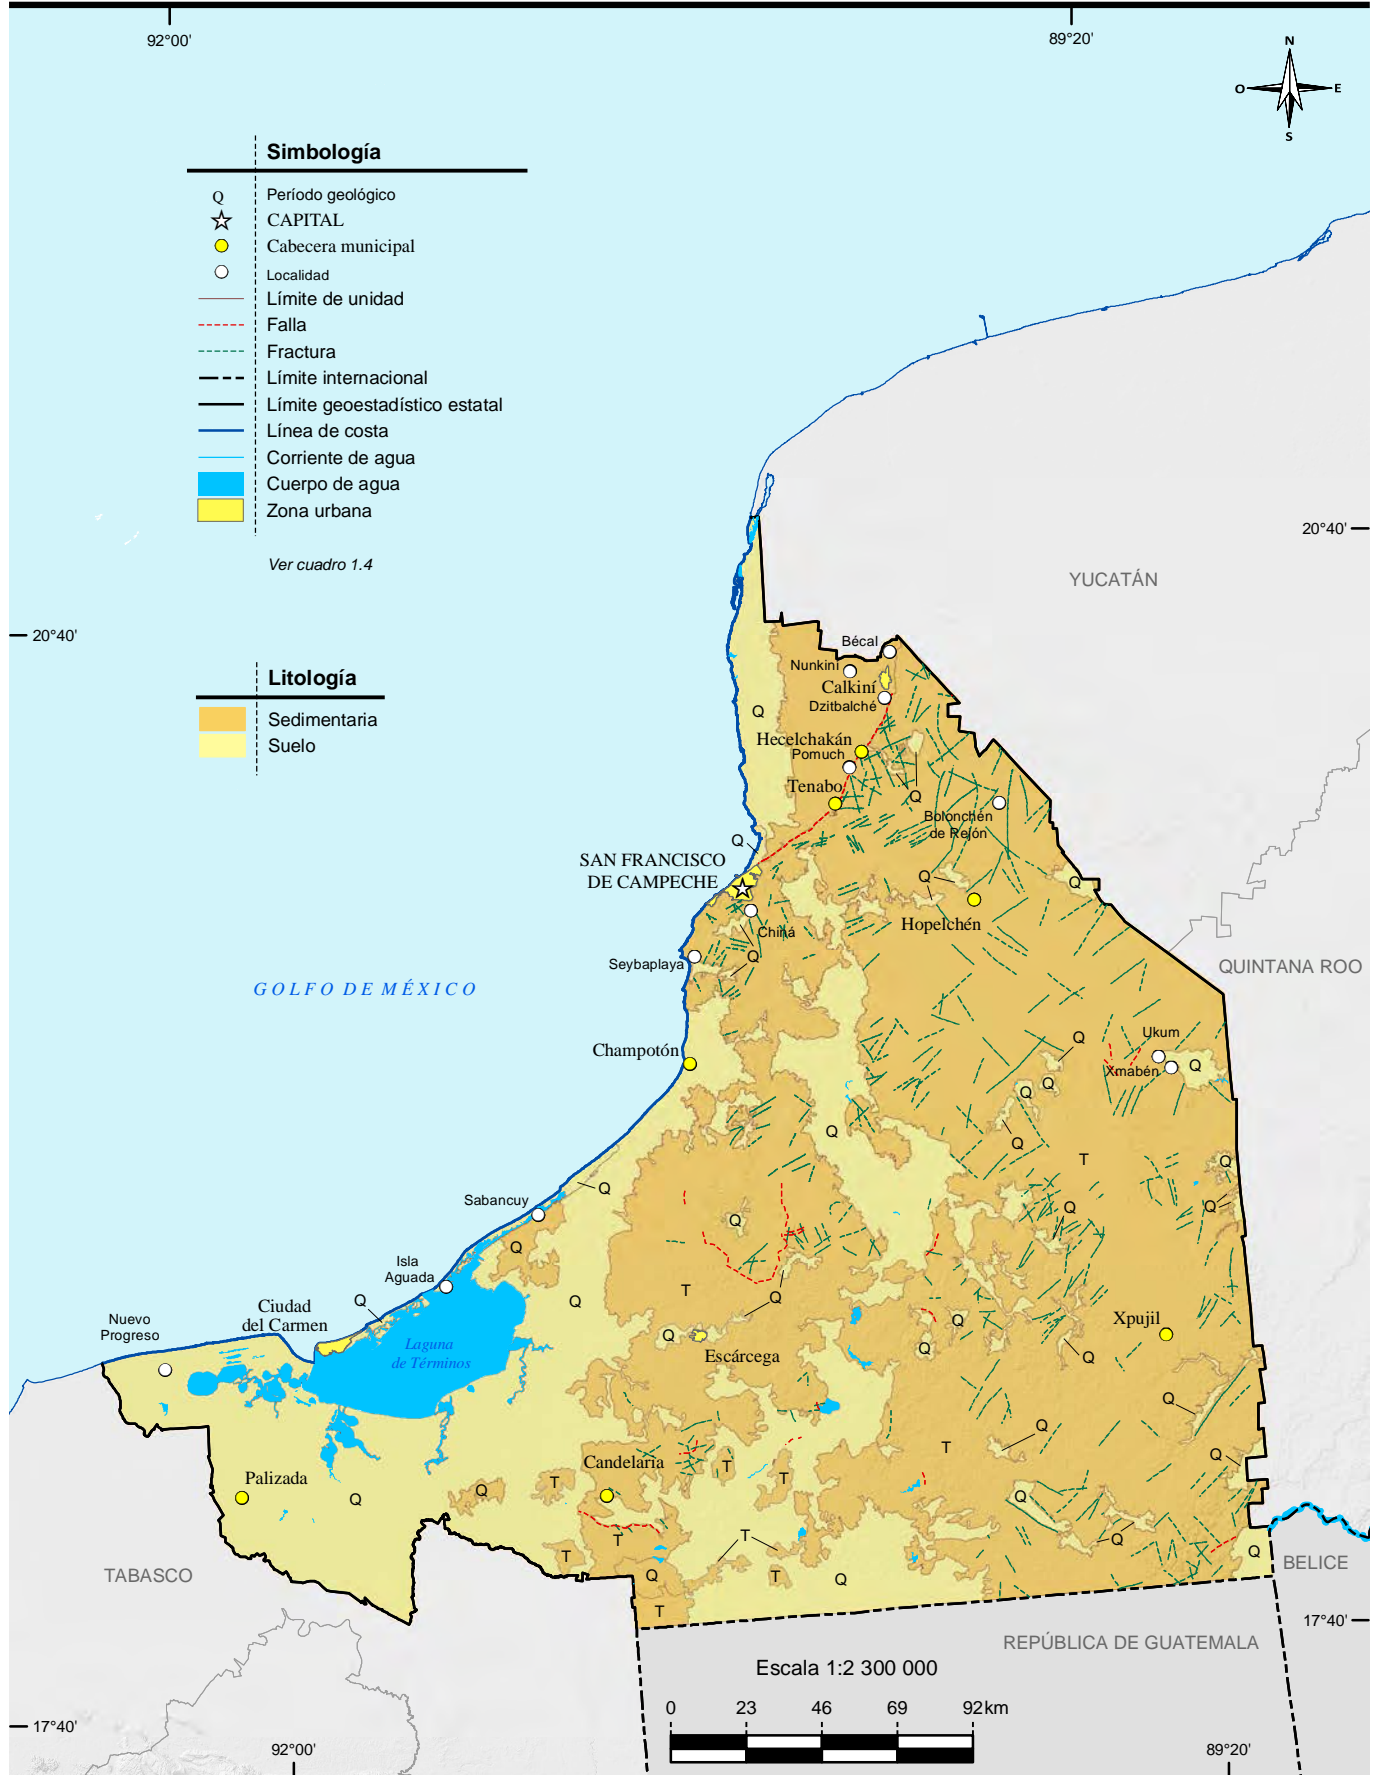 92°00'
89°20'
N
O
E
S
Simbología
Q
Período geológico
CAPITAL
Cabecera municipal
Localidad
Límite de unidad
Falla
Fractura
Límite internacional
Límite geoestadístico estatal
Línea de costa
Corriente de agua
Cuerpo de agua
Zona urbana
Ver cuadro 1.4
20°40'
YUCATÁN
20°40'
Litología
Sedimentaria
Suelo
Bécal
Nunkiní
Calkiní
Dzitbalché
Q
Hecelchakán
Pomuch
Tenabo
Q
Bolonchén
de Rejón
Q
SAN FRANCISCO
DE CAMPECHE
Q
Q
Hopelchén
Chiná
Q
Seybaplaya
QUINTANA ROO
GOLFO DE MÉXICO
Champotón
Q
Ukum
Xmabén
Q
Q
Q
Q
Q
T
Q
Q
Sabancuy
Q
Q
Q
Q
Q
Isla
Aguada
T
Q
Q
Q
Ciudad
del Carmen
Nuevo
Progreso
Laguna
de Términos
Q
Escárcega
Q
Q
Xpujil
Q
Q
Q
Q
T
Candelaria
T
T
T
Q
Palizada
Q
Q
Q
T
T
T
Q
T
Q
Q
T
TABASCO
BELICE
17°40'
REPÚBLICA DE GUATEMALA
Escala 1:2 300 000
0
23
46
69
92 km
17°40'
92°00'
89°20'